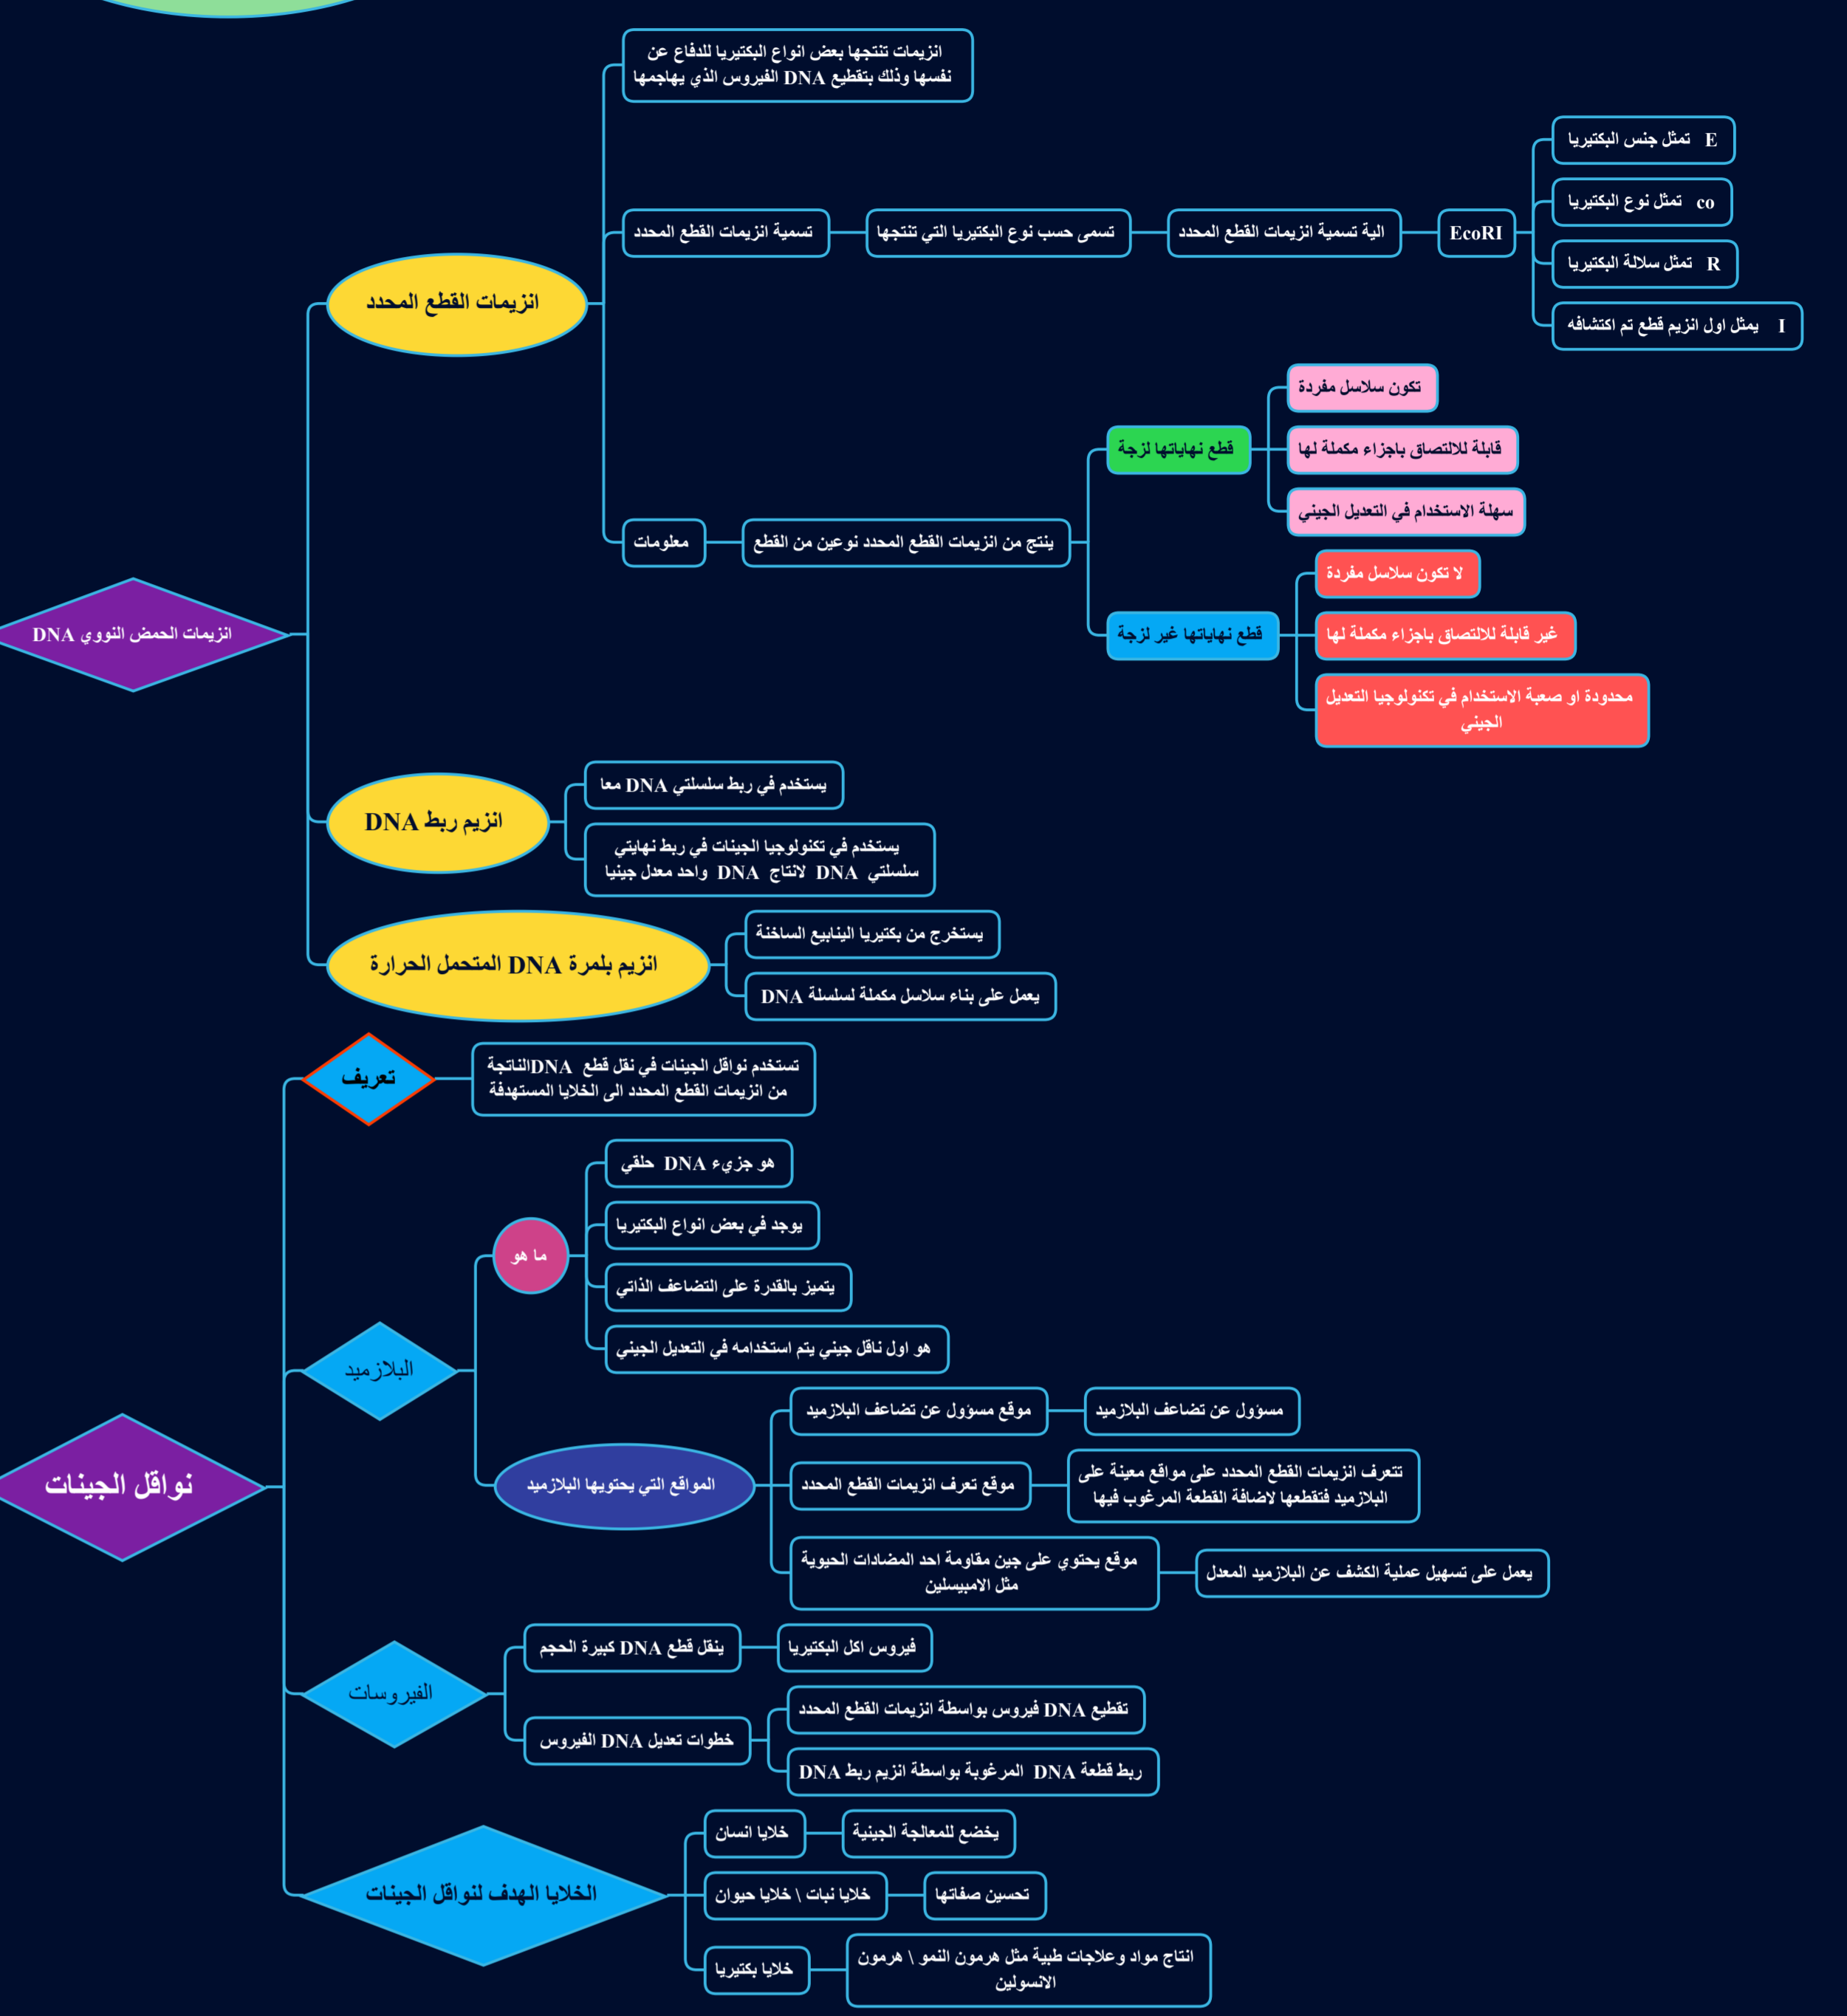 انزيمات الحمض النووي DNA
انزيمات القطع المحدد
انزيمات تنتجها بعض انواع البكتيريا للدفاع عن
نفسها وذلك بتقطيع DNA الفيروس الذي يهاجمها
تسمية انزيمات القطع المحدد
تسمى حسب نوع البكتيريا التي تنتجها
الية تسمية انزيمات القطع المحدد
EcoRI
E تمثل جنس البكتيريا
co تمثل نوع البكتيريا
R تمثل سلالة البكتيريا
I يمثل اول انزيم قطع تم اكتشافه
معلومات
ينتج من انزيمات القطع المحدد نوعين من القطع
قطع نهاياتها لزجة
تكون سلاسل مفردة
قابلة للالتصاق باجزاء مكملة لها
سهلة الاستخدام في التعديل الجيني
قطع نهاياتها غير لزجة
لا تكون سلاسل مفردة
غير قابلة للالتصاق باجزاء مكملة لها
محدودة او صعبة الاستخدام في تكنولوجيا التعديل
الجيني
انزيم ربط DNA
يستخدم في ربط سلسلتي DNA معا
يستخدم في تكنولوجيا الجينات في ربط نهايتي
سلسلتي DNA لانتاج DNA واحد معدل جينيا
انزيم بلمرة DNA المتحمل الحرارة
يستخرج من بكتيريا الينابيع الساخنة
يعمل على بناء سلاسل مكملة لسلسلة DNA
نواقل الجينات
تعريف
تستخدم نواقل الجينات في نقل قطع DNAالناتجة
من انزيمات القطع المحدد الى الخلايا المستهدفة
البلازميد
ما هو
هو جزيء DNA حلقي
يوجد في بعض انواع البكتيريا
يتميز بالقدرة على التضاعف الذاتي
هو اول ناقل جيني يتم استخدامه في التعديل الجيني
المواقع التي يحتويها البلازميد
موقع مسؤول عن تضاعف البلازميد
مسؤول عن تضاعف البلازميد
موقع تعرف انزيمات القطع المحدد
تتعرف انزيمات القطع المحدد على مواقع معينة على
البلازميد فتقطعها لاضافة القطعة المرغوب فيها
موقع يحتوي على جين مقاومة احد المضادات الحيوية
مثل الامبيسلين
يعمل على تسهيل عملية الكشف عن البلازميد المعدل
الفيروسات
ينقل قطع DNA كبيرة الحجم
فيروس اكل البكتيريا
خطوات تعديل DNA الفيروس
تقطيع DNA فيروس بواسطة انزيمات القطع المحدد
ربط قطعة DNA المرغوبة بواسطة انزيم ربط DNA
الخلايا الهدف لنواقل الجينات
خلايا انسان
يخضع للمعالجة الجينية
خلايا نبات \ خلايا حيوان
تحسين صفاتها
خلايا بكتيريا
انتاج مواد وعلاجات طبية مثل هرمون النمو \ هرمون
الانسولين